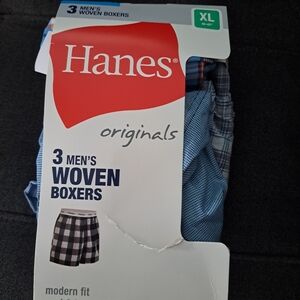 3 MEN'S
WOVEN BOXERS
XL
Hanes®
originals
3 MEN'S
WOVEN
BOXERS
modern fit